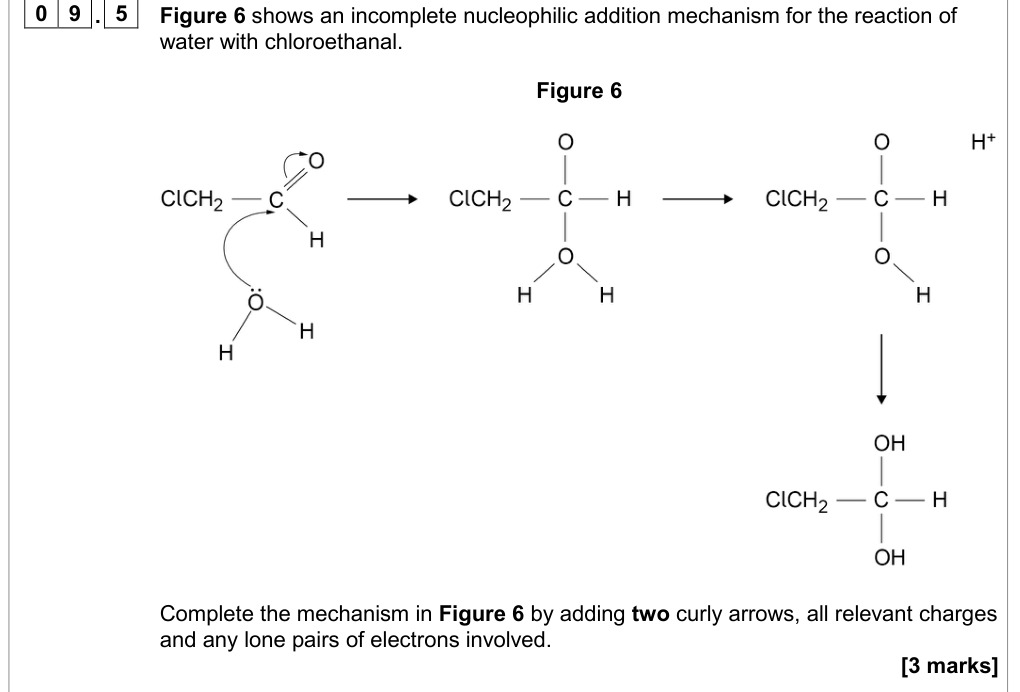 0 9 . 5 Figure 6 shows an incomplete nucleophilic addition mechanism for the reaction of
water with chloroethanal.
Figure 6
O O O H⁺
ClCH₂ C ClCH₂ C H ClCH₂ C H
H O O
Ö H H H
H
H
OH
ClCH₂ C H
OH
Complete the mechanism in Figure 6 by adding two curly arrows, all relevant charges
and any lone pairs of electrons involved.
[3 marks]